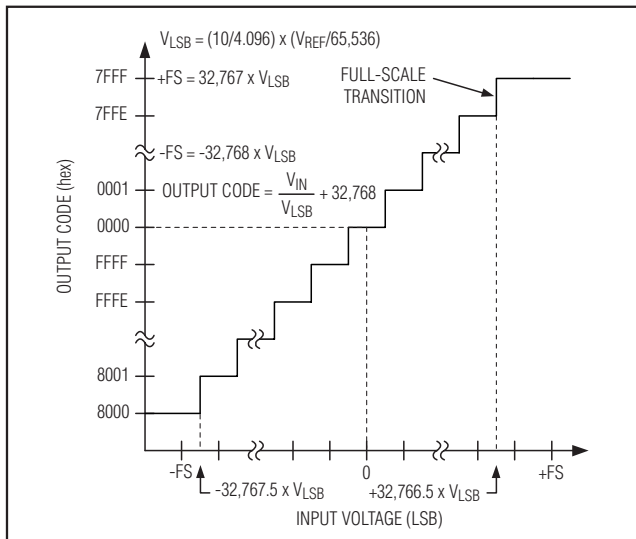 V_LSB = (10/4.096) x (V_REF/65,536)
7FFF
+FS = 32,767 x V_LSB
FULL-SCALE
TRANSITION
7FFE
-FS = -32,768 x V_LSB
0001
OUTPUT CODE = V_IN / V_LSB + 32,768
0000
FFFF
FFFE
8001
8000
OUTPUT CODE (hex)
-FS
0
+FS
-32,767.5 x V_LSB
+32,766.5 x V_LSB
INPUT VOLTAGE (LSB)